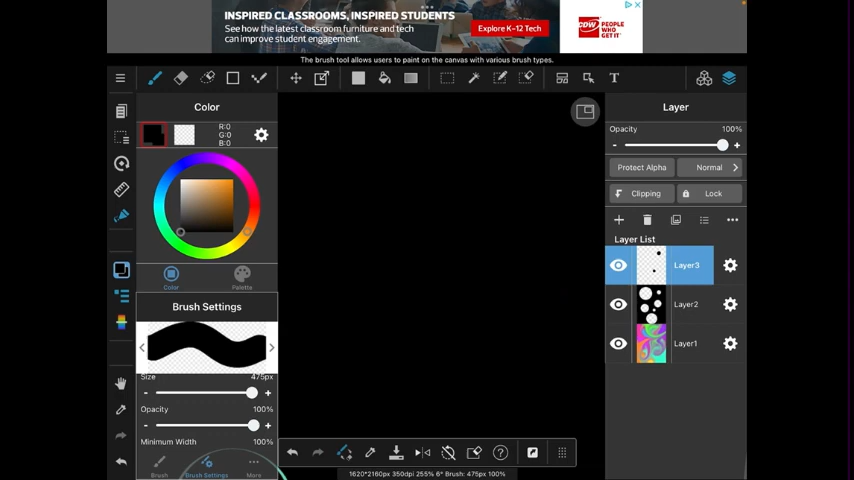 INSPIRED CLASSROOMS, INSPIRED STUDENTS
See how the latest classroom furniture and tech
can improve student engagement.
Explore K-12 Tech
CDW
PEOPLE
WHO
GET IT
The brush tool allows users to paint on the canvas with various brush types.
T
Color
R:0
G:0
B:0
Color
Palette
Brush Settings
Size 475px
- +
Opacity 100%
- +
Minimum Width 100%
Brush
Brush Settings
More
Layer
Opacity 100%
- +
Protect Alpha
Normal
Clipping
Lock
Layer List
Layer3
Layer2
Layer1
1620*2160px 350dpi 255% 6° Brush: 475px 100%